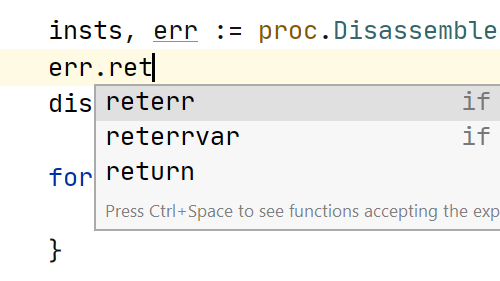 insts, err := proc.Disassemble
err.ret
dis
reterr if
reterrvar if
for
return
Press Ctrl+Space to see functions accepting the exp
}